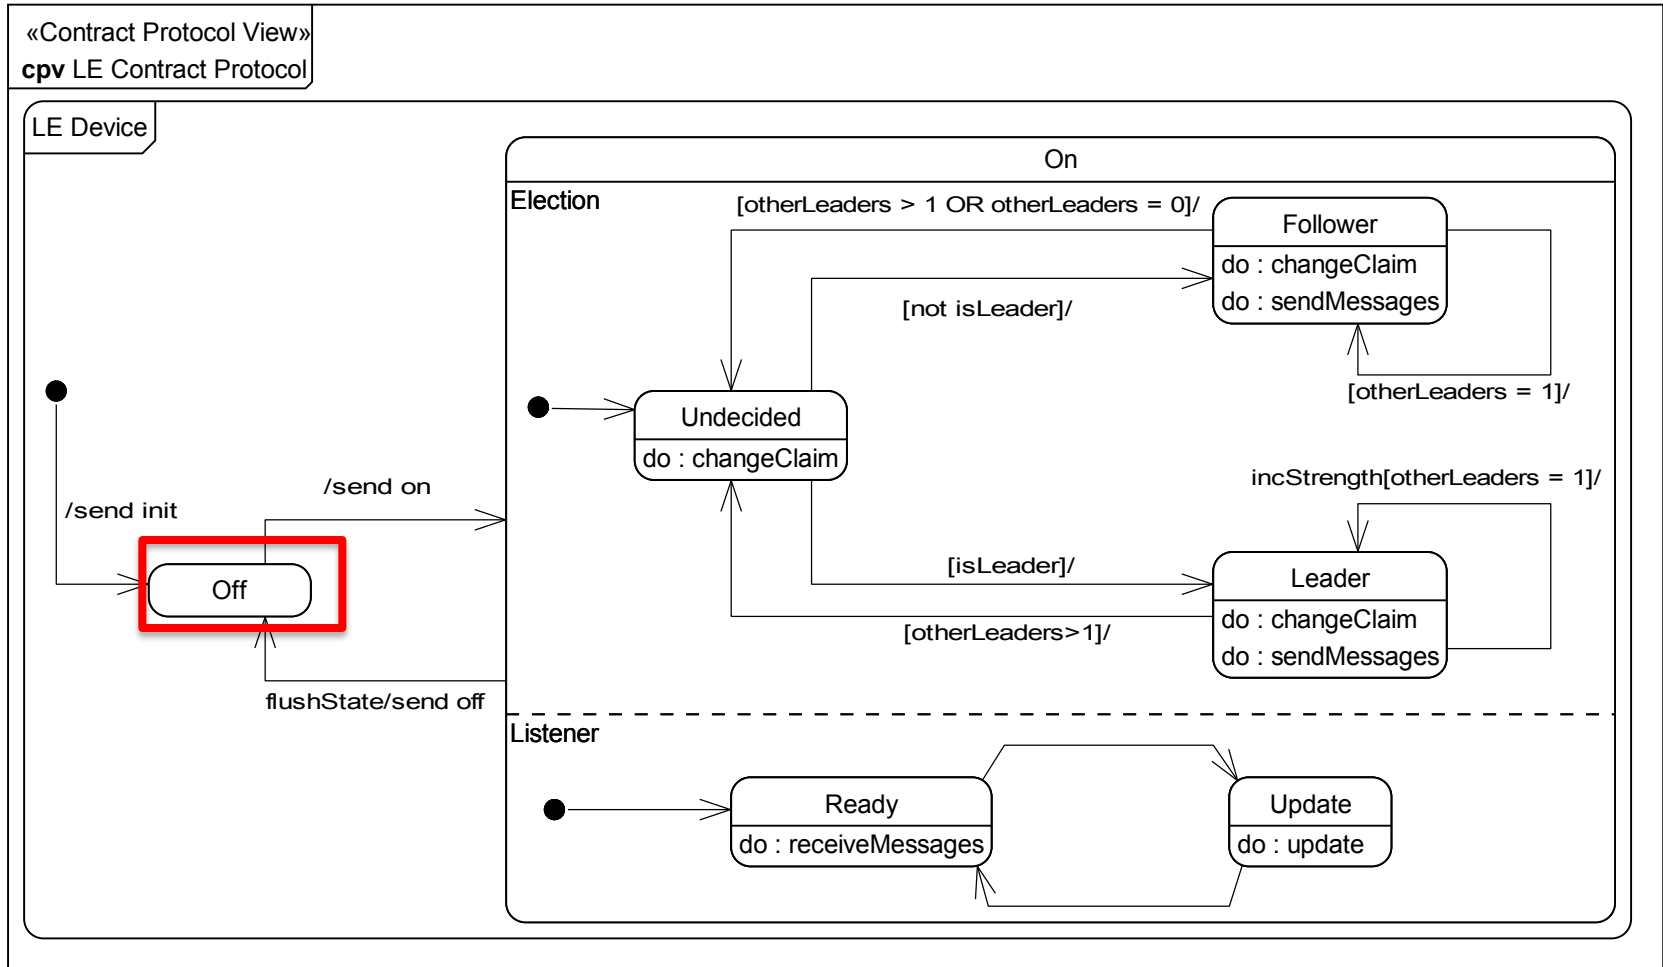 «Contract Protocol View»
cpv LE Contract Protocol
LE Device
On
Election
[otherLeaders > 1 OR otherLeaders = 0]/
Follower
do : changeClaim
do : sendMessages
[not isLeader]/
[otherLeaders = 1]/
Undecided
do : changeClaim
incStrength[otherLeaders = 1]/
/send on
/send init
[isLeader]/
Leader
do : changeClaim
do : sendMessages
Off
[otherLeaders>1]/
flushState/send off
Listener
Ready
do : receiveMessages
Update
do : update